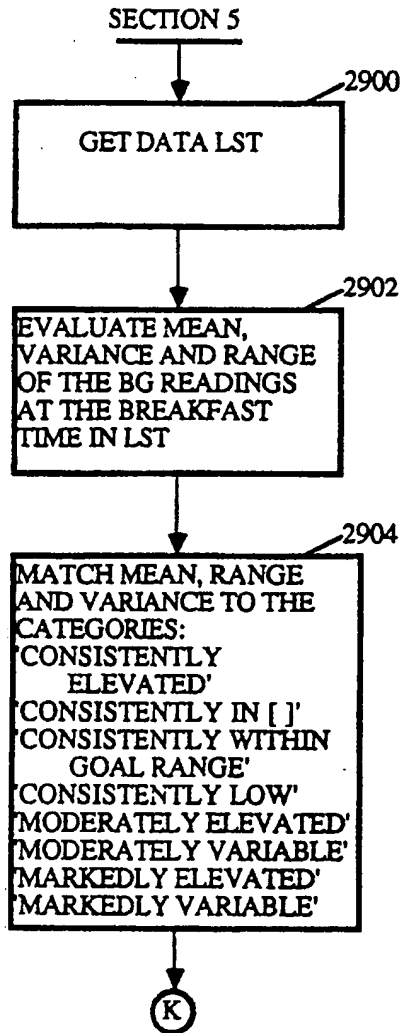 SECTION 5
2900
GET DATA LST
2902
EVALUATE MEAN,
VARIANCE AND RANGE
OF THE BG READINGS
AT THE BREAKFAST
TIME IN LST
2904
MATCH MEAN, RANGE
AND VARIANCE TO THE
CATEGORIES:
'CONSISTENTLY
ELEVATED'
'CONSISTENTLY IN [ ]'
'CONSISTENTLY WITHIN
GOAL RANGE'
'CONSISTENTLY LOW'
'MODERATELY ELEVATED'
'MODERATELY VARIABLE'
'MARKEDLY ELEVATED'
'MARKEDLY VARIABLE'
K